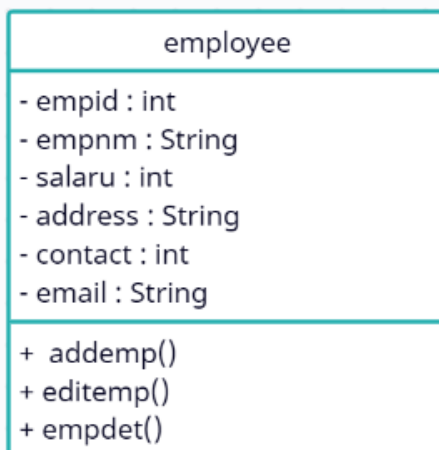 employee
- empid : int
- empnm : String
- salaru : int
- address : String
- contact : int
- email : String
+ addemp()
+ editemp()
+ empdet()